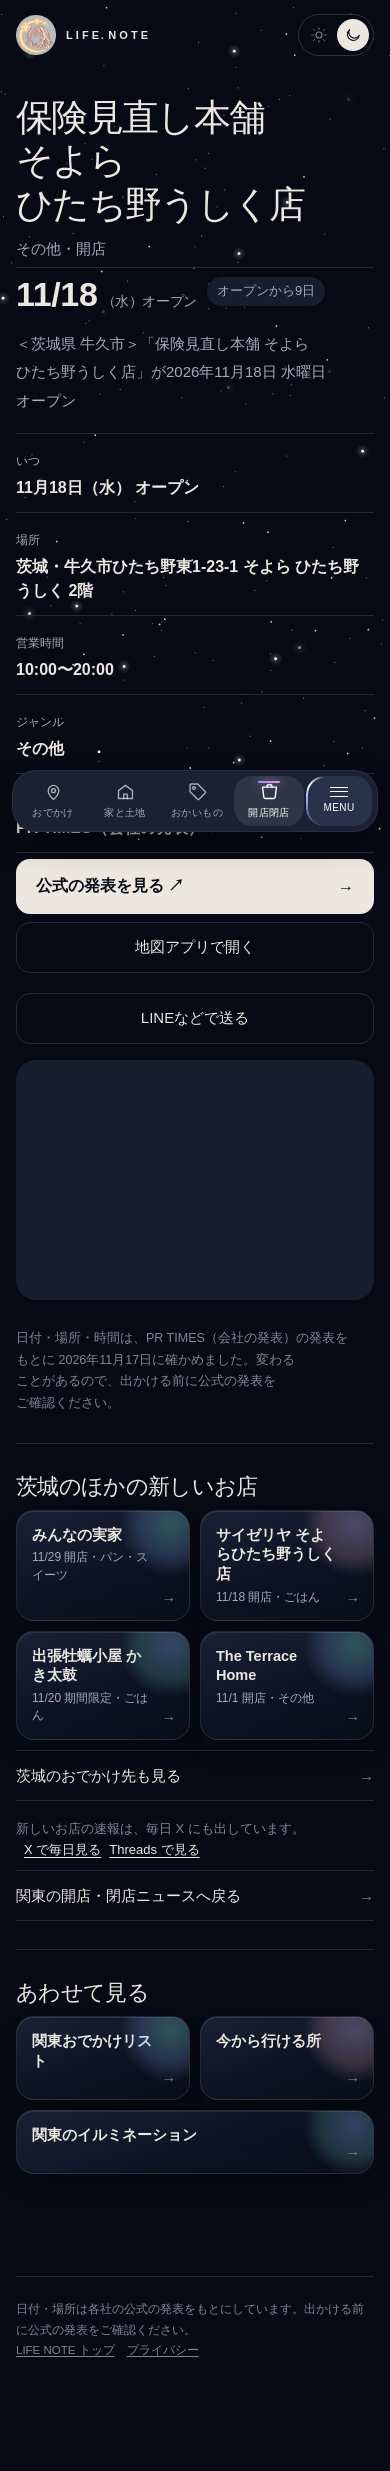 LIFE.NOTE
保険見直し本舗
そよら
ひたち野うしく店
その他・開店
11/18（水）オープン オープンから9日
＜茨城県 牛久市＞「保険見直し本舗 そよら
ひたち野うしく店」が2026年11月18日 水曜日
オープン
いつ
11月18日（水） オープン
場所
茨城・牛久市ひたち野東1-23-1 そよら ひたち野
うしく 2階
営業時間
10:00〜20:00
ジャンル
その他
おでかけ
家と土地
おかいもの
開店閉店
MENU
PR TIMES（会社の発表）
公式の発表を見る ↗ →
地図アプリで開く
LINEなどで送る
日付・場所・時間は、PR TIMES（会社の発表）の発表を
もとに 2026年11月17日に確かめました。変わる
ことがあるので、出かける前に公式の発表を
ご確認ください。
茨城のほかの新しいお店
みんなの実家
11/29 開店・パン・ス
イーツ
→
サイゼリヤ そよ
らひたち野うしく
店
11/18 開店・ごはん
→
出張牡蠣小屋 か
き太鼓
11/20 期間限定・ごは
ん
→
The Terrace
Home
11/1 開店・その他
→
茨城のおでかけ先も見る →
新しいお店の速報は、毎日 X にも出しています。
X で毎日見る Threads で見る
関東の開店・閉店ニュースへ戻る →
あわせて見る
関東おでかけリス
ト
→
今から行ける所
→
関東のイルミネーション
→
日付・場所は各社の公式の発表をもとにしています。出かける前
に公式の発表をご確認ください。
LIFE NOTE トップ プライバシー